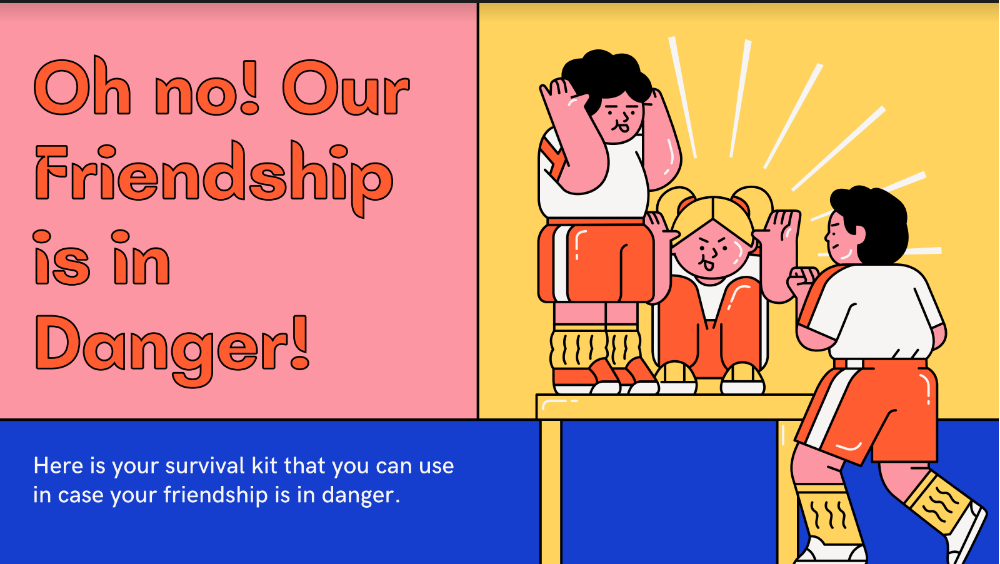 Oh no! Our
Friendship
is in
Danger!
Here is your survival kit that you can use
in case your friendship is in danger.